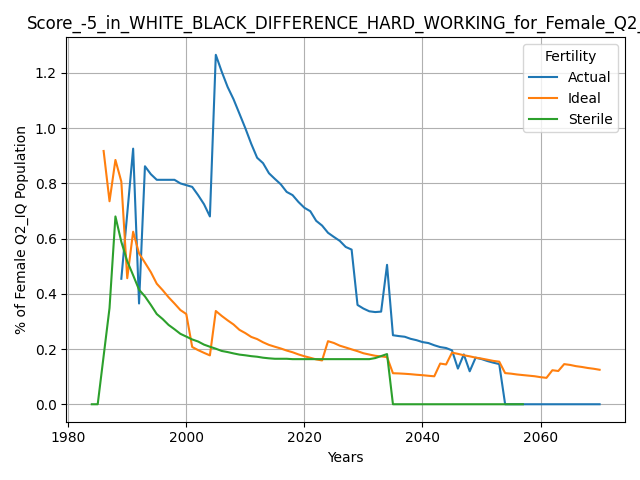 Score_-5_in_WHITE_BLACK_DIFFERENCE_HARD_WORKING_for_Female_Q2_
Fertility
Actual
Ideal
Sterile
% of Female Q2_IQ Population
1.2
1.0
0.8
0.6
0.4
0.2
0.0
1980
2000
2020
2040
2060
Years